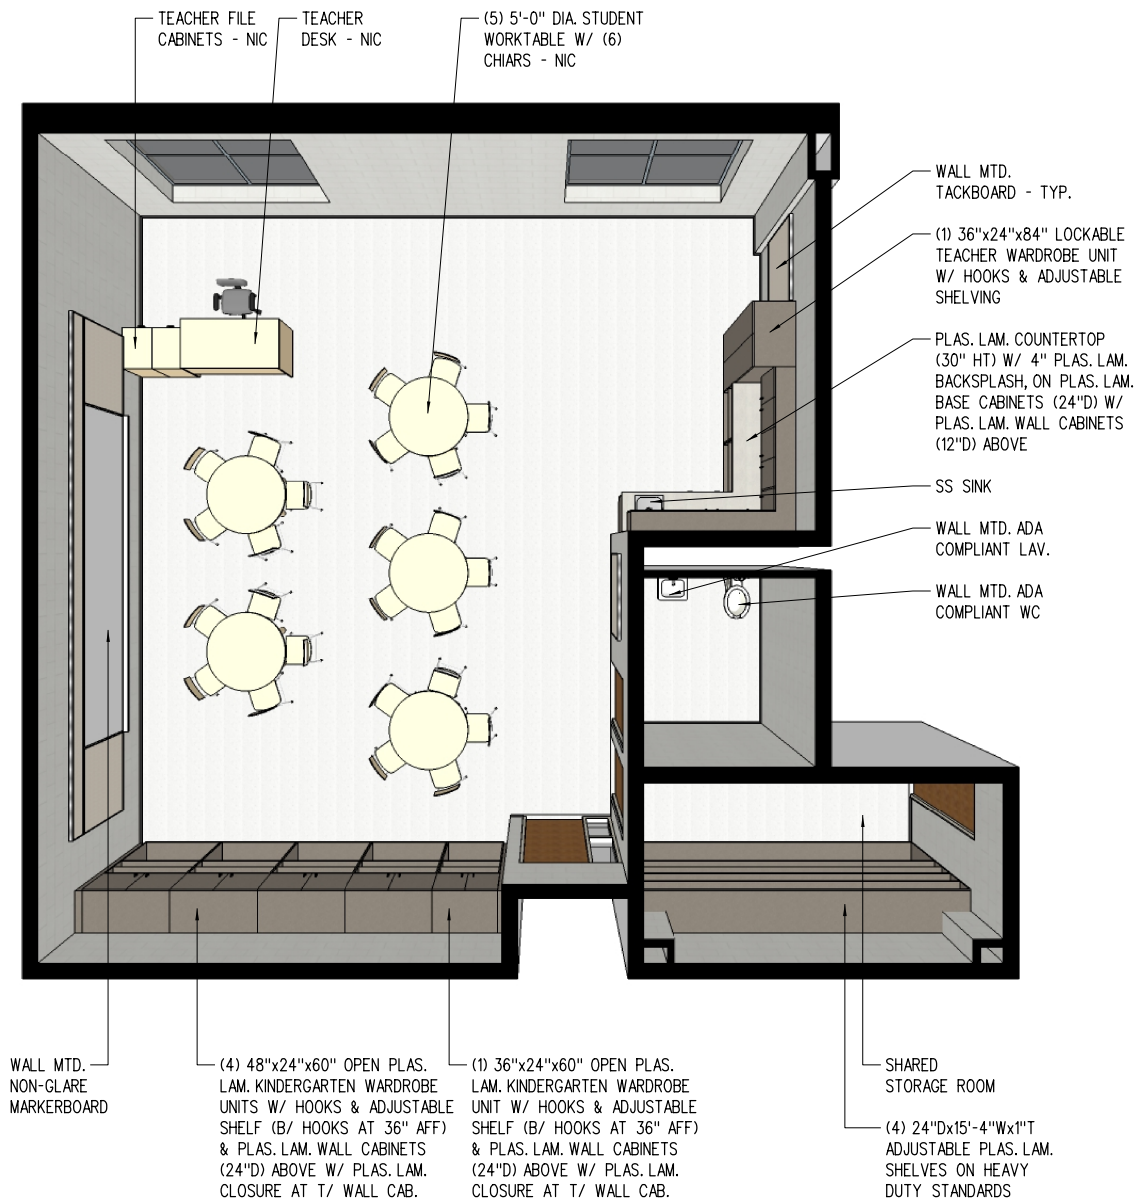 TEACHER FILE
CABINETS - NIC
TEACHER
DESK - NIC
(5) 5'-0" DIA. STUDENT
WORKTABLE W/ (6)
CHIARS - NIC
WALL MTD.
TACKBOARD - TYP.
(1) 36"x24"x84" LOCKABLE
TEACHER WARDROBE UNIT
W/ HOOKS & ADJUSTABLE
SHELVING
PLAS. LAM. COUNTERTOP
(30" HT) W/ 4" PLAS. LAM.
BACKSPLASH, ON PLAS. LAM.
BASE CABINETS (24"D) W/
PLAS. LAM. WALL CABINETS
(12"D) ABOVE
SS SINK
WALL MTD. ADA
COMPLIANT LAV.
WALL MTD. ADA
COMPLIANT WC
WALL MTD.
NON-GLARE
MARKERBOARD
(4) 48"x24"x60" OPEN PLAS.
LAM. KINDERGARTEN WARDROBE
UNITS W/ HOOKS & ADJUSTABLE
SHELF (B/ HOOKS AT 36" AFF)
& PLAS. LAM. WALL CABINETS
(24"D) ABOVE W/ PLAS. LAM.
CLOSURE AT T/ WALL CAB.
(1) 36"x24"x60" OPEN PLAS.
LAM. KINDERGARTEN WARDROBE
UNIT W/ HOOKS & ADJUSTABLE
SHELF (B/ HOOKS AT 36" AFF)
& PLAS. LAM. WALL CABINETS
(24"D) ABOVE W/ PLAS. LAM.
CLOSURE AT T/ WALL CAB.
SHARED
STORAGE ROOM
(4) 24"Dx15'-4"Wx1"T
ADJUSTABLE PLAS. LAM.
SHELVES ON HEAVY
DUTY STANDARDS